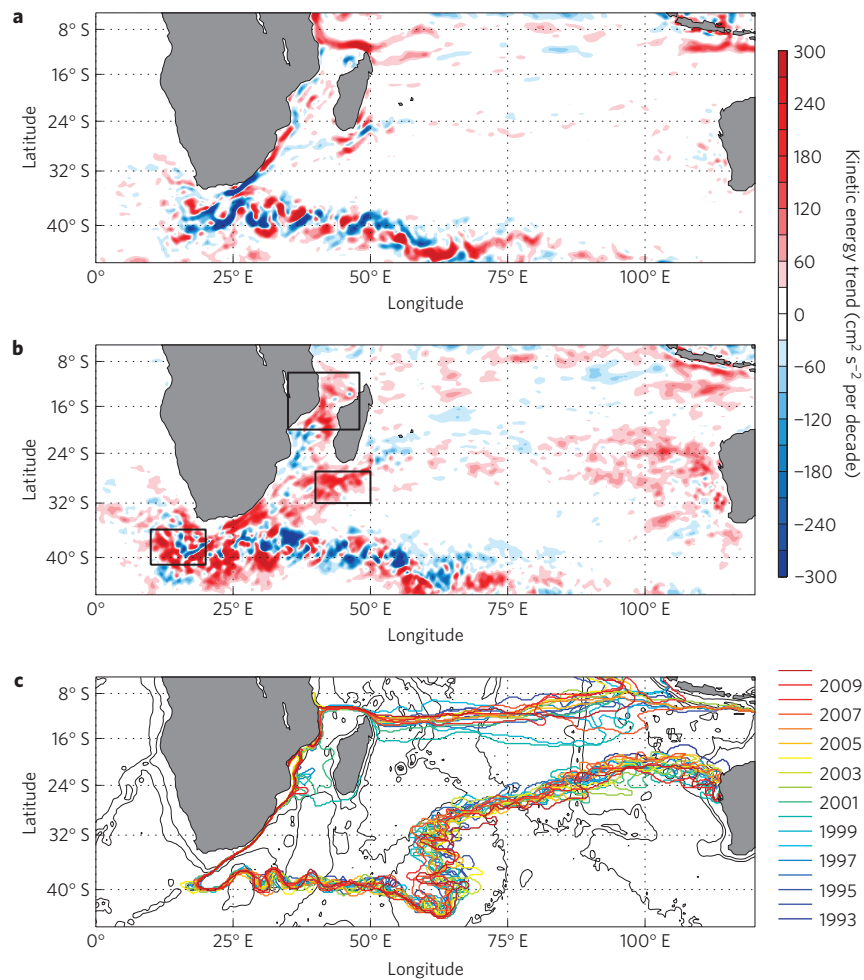 a
8° S
16° S
24° S
32° S
40° S
Latitude
0°
25° E
50° E
75° E
100° E
Longitude
300
240
180
120
60
0
−60
−120
−180
−240
−300
Kinetic energy trend (cm² s⁻² per decade)
b
8° S
16° S
24° S
32° S
40° S
Latitude
0°
25° E
50° E
75° E
100° E
Longitude
c
8° S
16° S
24° S
32° S
40° S
Latitude
0°
25° E
50° E
75° E
100° E
Longitude
2009
2007
2005
2003
2001
1999
1997
1995
1993